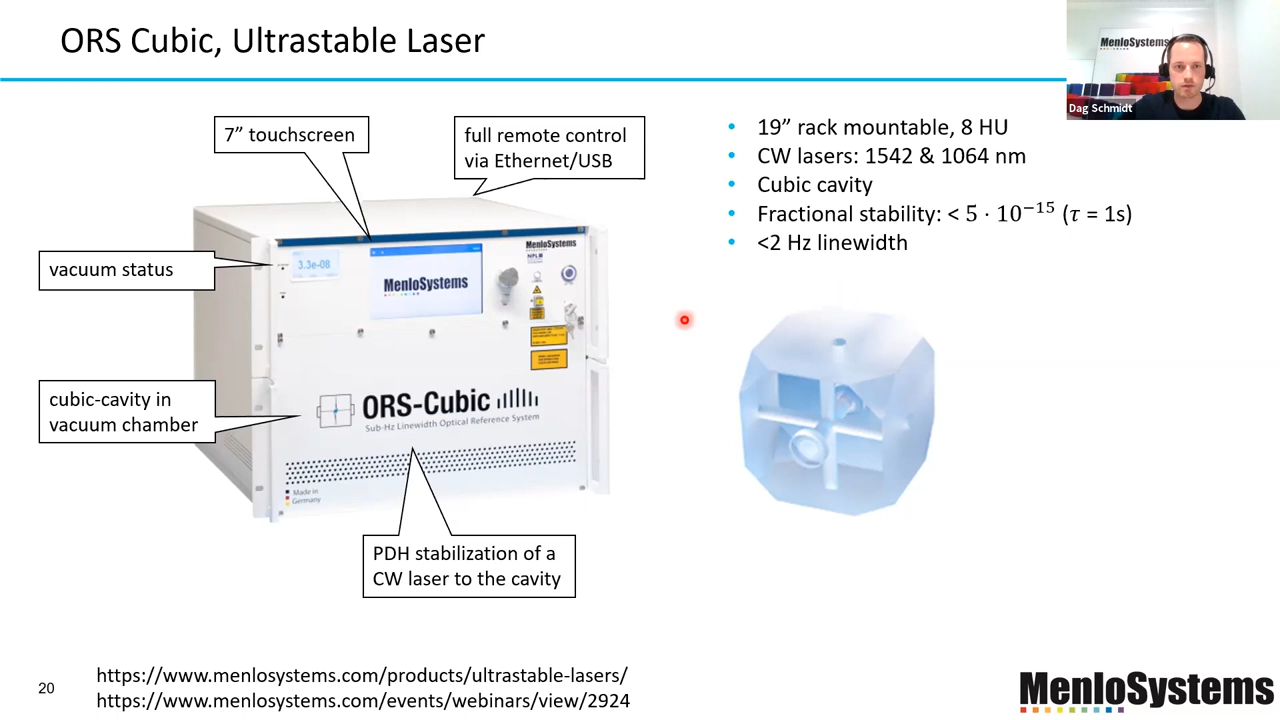 ORS Cubic, Ultrastable Laser
MenloSystems
Dag Schmidt
7” touchscreen
full remote control
via Ethernet/USB
• 19” rack mountable, 8 HU
• CW lasers: 1542 & 1064 nm
• Cubic cavity
• Fractional stability: < 5 · 10⁻¹⁵ (τ = 1s)
• <2 Hz linewidth
vacuum status
3.3e-08
MenloSystems
MenloSystems
NPL
cubic-cavity in
vacuum chamber
ORS-Cubic
Sub-Hz Linewidth Optical Reference System
Made in
Germany
PDH stabilization of a
CW laser to the cavity
20
https://www.menlosystems.com/products/ultrastable-lasers/
https://www.menlosystems.com/events/webinars/view/2924
MenloSystems